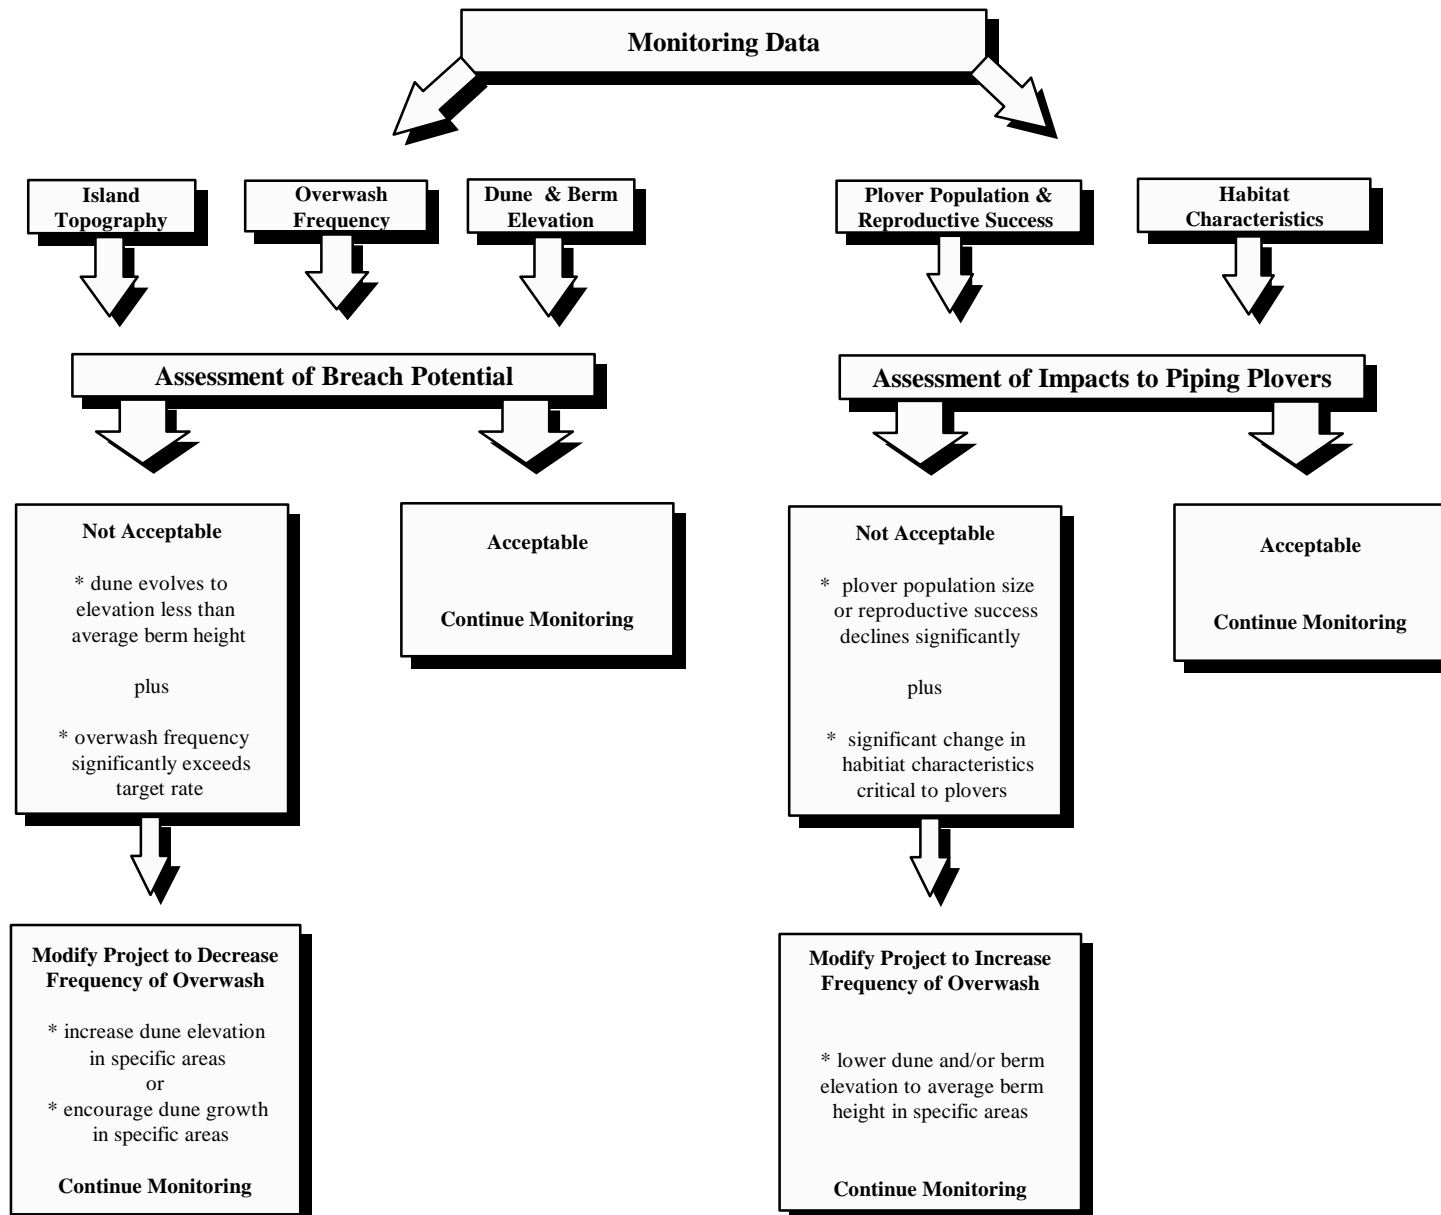 Monitoring Data
Island
Topography
Overwash
Frequency
Dune & Berm
Elevation
Plover Population &
Reproductive Success
Habitat
Characteristics
Assessment of Breach Potential
Assessment of Impacts to Piping Plovers
Not Acceptable
* dune evolves to
elevation less than
average berm height
plus
* overwash frequency
significantly exceeds
target rate
Acceptable
Continue Monitoring
Not Acceptable
* plover population size
or reproductive success
declines significantly
plus
* significant change in
habitiat characteristics
critical to plovers
Acceptable
Continue Monitoring
Modify Project to Decrease
Frequency of Overwash
* increase dune elevation
in specific areas
or
* encourage dune growth
in specific areas
Continue Monitoring
Modify Project to Increase
Frequency of Overwash
* lower dune and/or berm
elevation to average berm
height in specific areas
Continue Monitoring